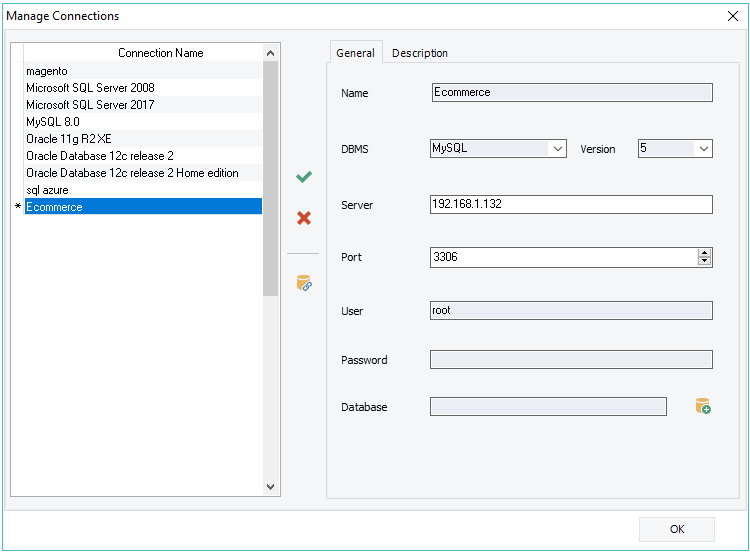 Manage Connections
Connection Name
magento
Microsoft SQL Server 2008
Microsoft SQL Server 2017
MySQL 8.0
Oracle 11g R2 XE
Oracle Database 12c release 2
Oracle Database 12c release 2 Home edition
sql azure
* Ecommerce
General Description
Name Ecommerce
DBMS MySQL Version 5
Server 192.168.1.132
Port 3306
User root
Password
Database
OK